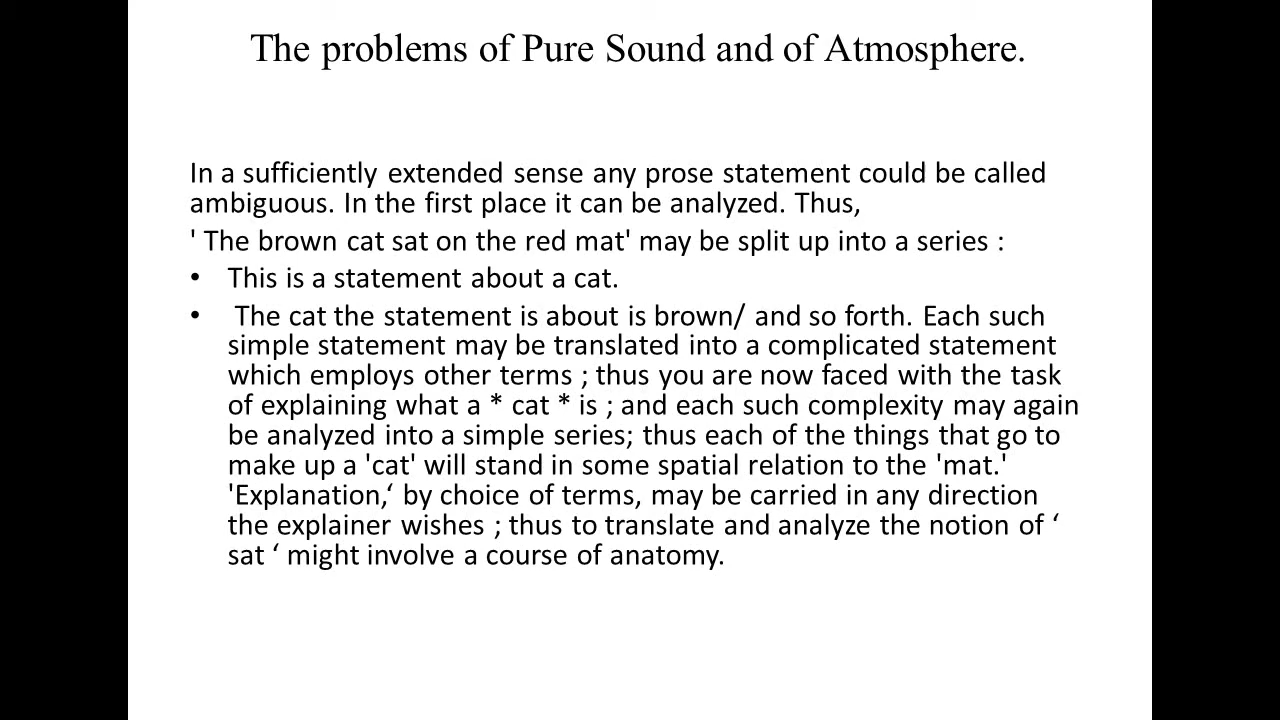 The problems of Pure Sound and of Atmosphere.
In a sufficiently extended sense any prose statement could be called
ambiguous. In the first place it can be analyzed. Thus,
' The brown cat sat on the red mat' may be split up into a series :
• This is a statement about a cat.
• The cat the statement is about is brown/ and so forth. Each such
simple statement may be translated into a complicated statement
which employs other terms ; thus you are now faced with the task
of explaining what a * cat * is ; and each such complexity may again
be analyzed into a simple series; thus each of the things that go to
make up a 'cat' will stand in some spatial relation to the 'mat.'
'Explanation,‘ by choice of terms, may be carried in any direction
the explainer wishes ; thus to translate and analyze the notion of ‘
sat ‘ might involve a course of anatomy.